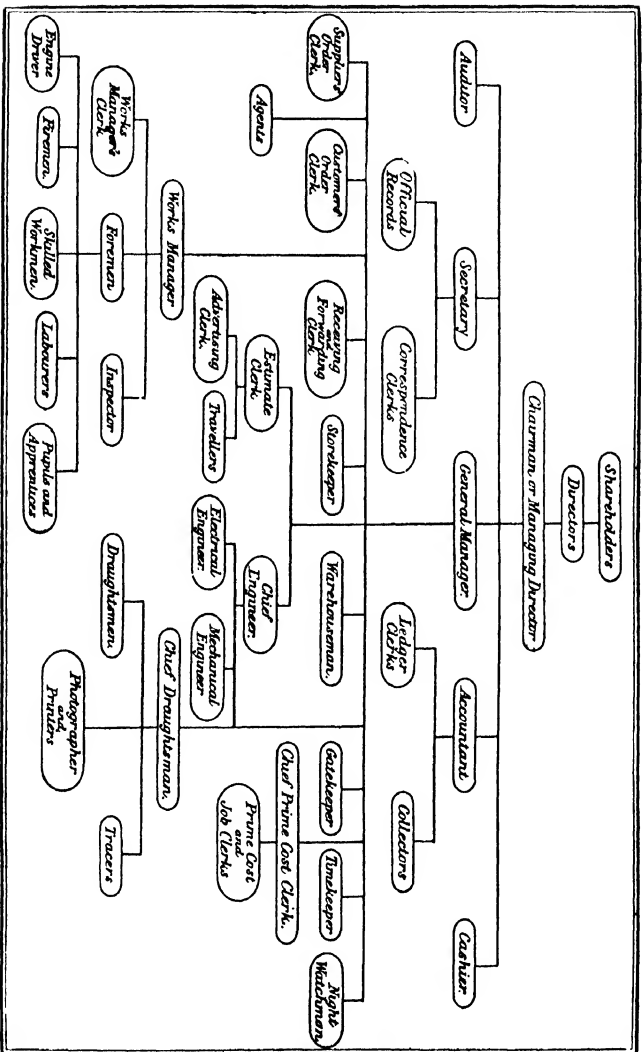 Shareholders
Directors
Chairman or Managing Director
Auditor
Secretary
General Manager
Accountant
Cashier.
Official
Records
Correspndence
Clerks
Ledger
Clerks
Collectors
Suppliers'
Order
Clerk.
Customers'
Order
Clerk.
Receiving
and
Forwarding
Clerk
Storekeeper
Warehouseman.
Gatekeeper
Timekeeper
Night
Watchmen.
Agents
Estimate
Clerk
Chief
Engineer.
Chief Prime Cost Clerk.
Advertising
Clerk.
Travellers
Electrical
Engineer.
Mechanical
Engineer
Prime Cost
and
Job Clerks
Works Manager
Chief Draughtsman.
Works
Manager's
Clerk
Foremen
Inspector
Draughtsmen.
Tracers
Engine
Driver
Firemen.
Skilled
Workmen.
Labourers
Pupils and
Apprentices
Photographer
and
Printers